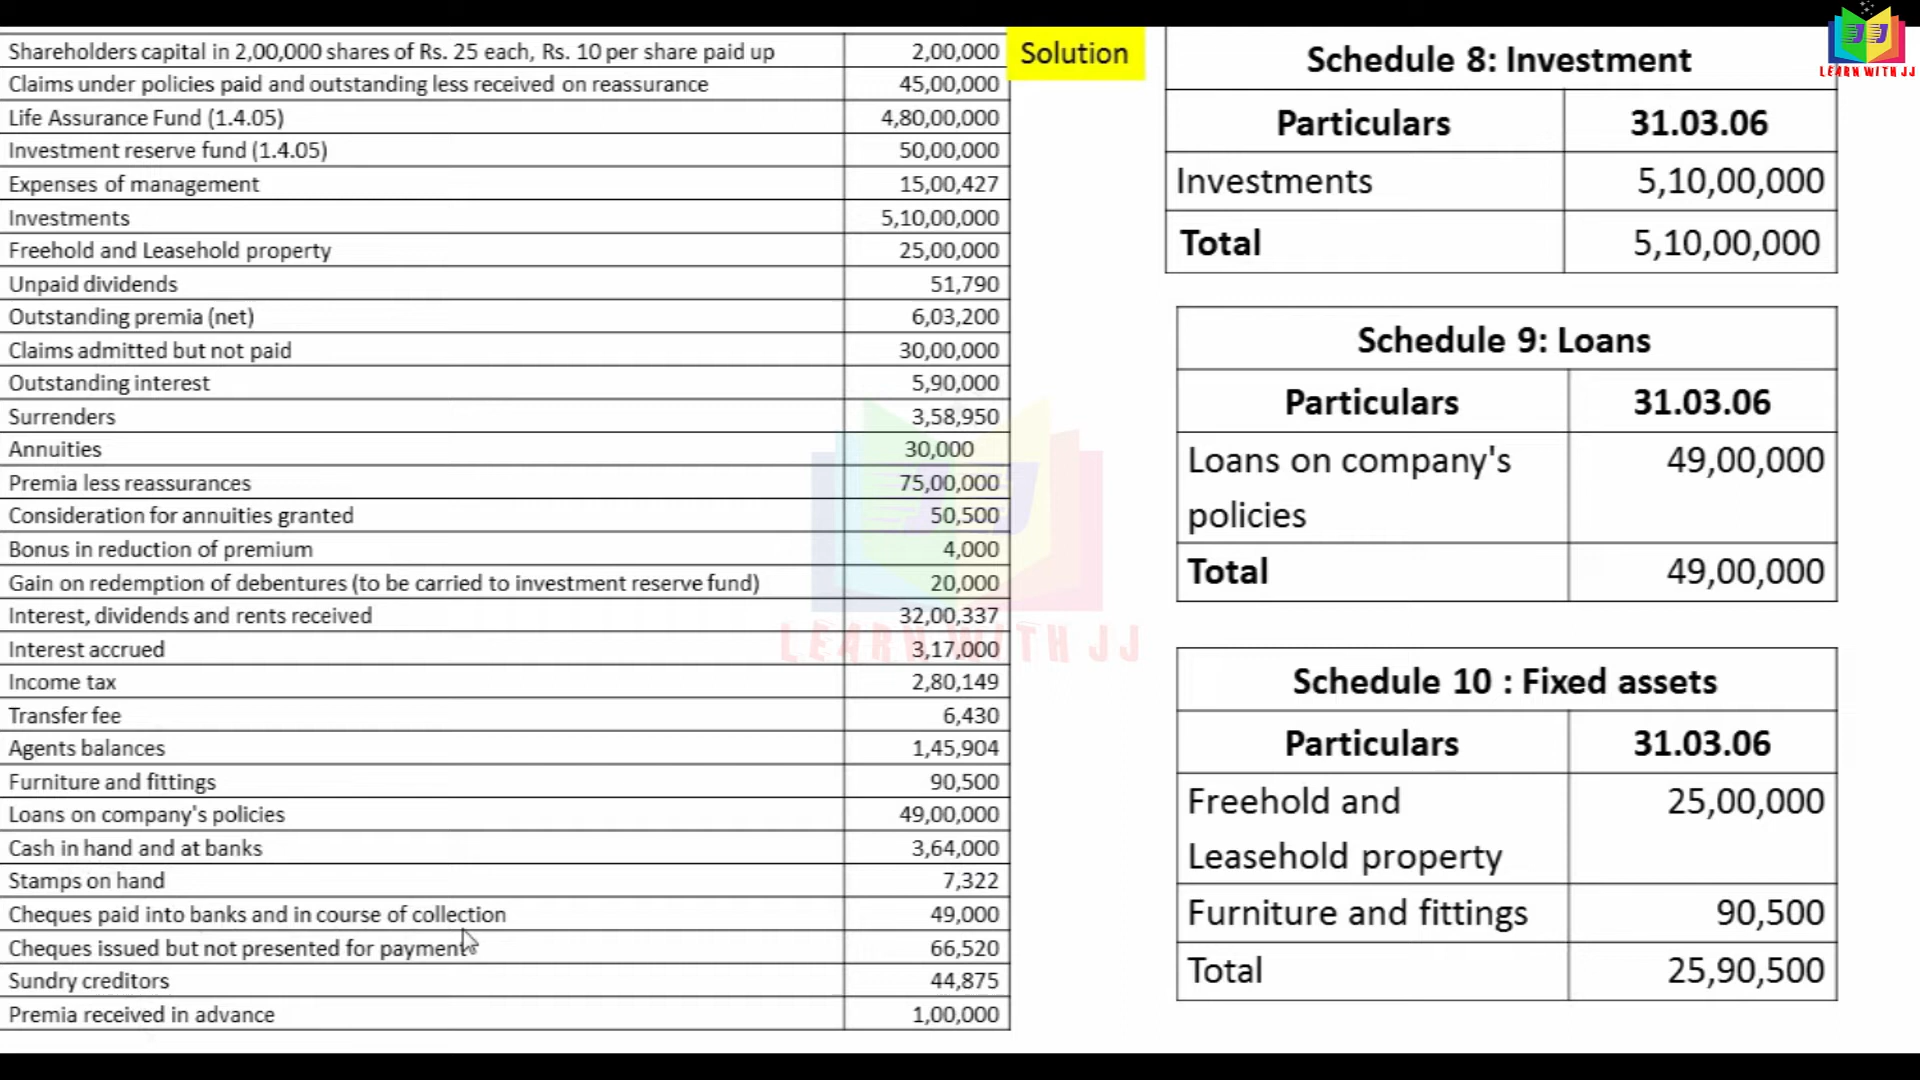 Shareholders capital in 2,00,000 shares of Rs. 25 each, Rs. 10 per share paid up 2,00,000
Claims under policies paid and outstanding less received on reassurance 45,00,000
Life Assurance Fund (1.4.05) 4,80,00,000
Investment reserve fund (1.4.05) 50,00,000
Expenses of management 15,00,427
Investments 5,10,00,000
Freehold and Leasehold property 25,00,000
Unpaid dividends 51,790
Outstanding premia (net) 6,03,200
Claims admitted but not paid 30,00,000
Outstanding interest 5,90,000
Surrenders 3,58,950
Annuities 30,000
Premia less reassurances 75,00,000
Consideration for annuities granted 50,500
Bonus in reduction of premium 4,000
Gain on redemption of debentures (to be carried to investment reserve fund) 20,000
Interest, dividends and rents received 32,00,337
Interest accrued 3,17,000
Income tax 2,80,149
Transfer fee 6,430
Agents balances 1,45,904
Furniture and fittings 90,500
Loans on company's policies 49,00,000
Cash in hand and at banks 3,64,000
Stamps on hand 7,322
Cheques paid into banks and in course of collection 49,000
Cheques issued but not presented for payment 66,520
Sundry creditors 44,875
Premia received in advance 1,00,000
Solution
Schedule 8: Investment
Particulars 31.03.06
Investments 5,10,00,000
Total 5,10,00,000
Schedule 9: Loans
Particulars 31.03.06
Loans on company's 49,00,000
policies
Total 49,00,000
Schedule 10 : Fixed assets
Particulars 31.03.06
Freehold and 25,00,000
Leasehold property
Furniture and fittings 90,500
Total 25,90,500
JJ
LEARN WITH JJ
LEARN WITH JJ